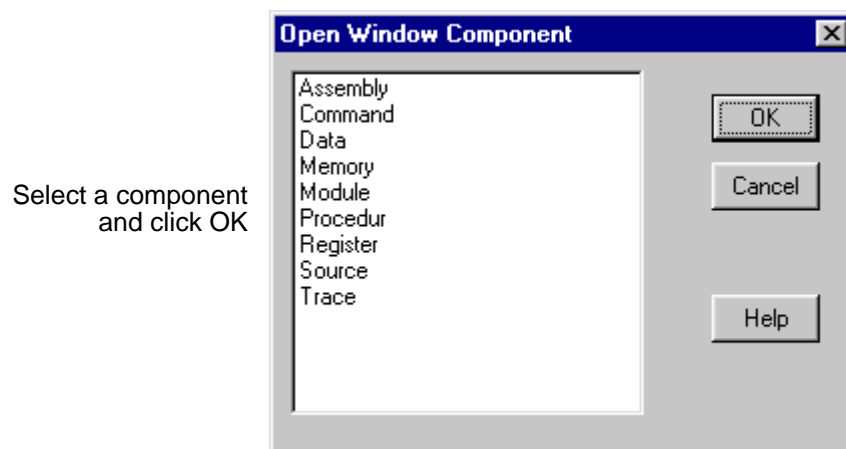 Open Window Component
Assembly
Command
Data
Memory
Module
Procedur
Register
Source
Trace
OK
Cancel
Help
Select a component
and click OK